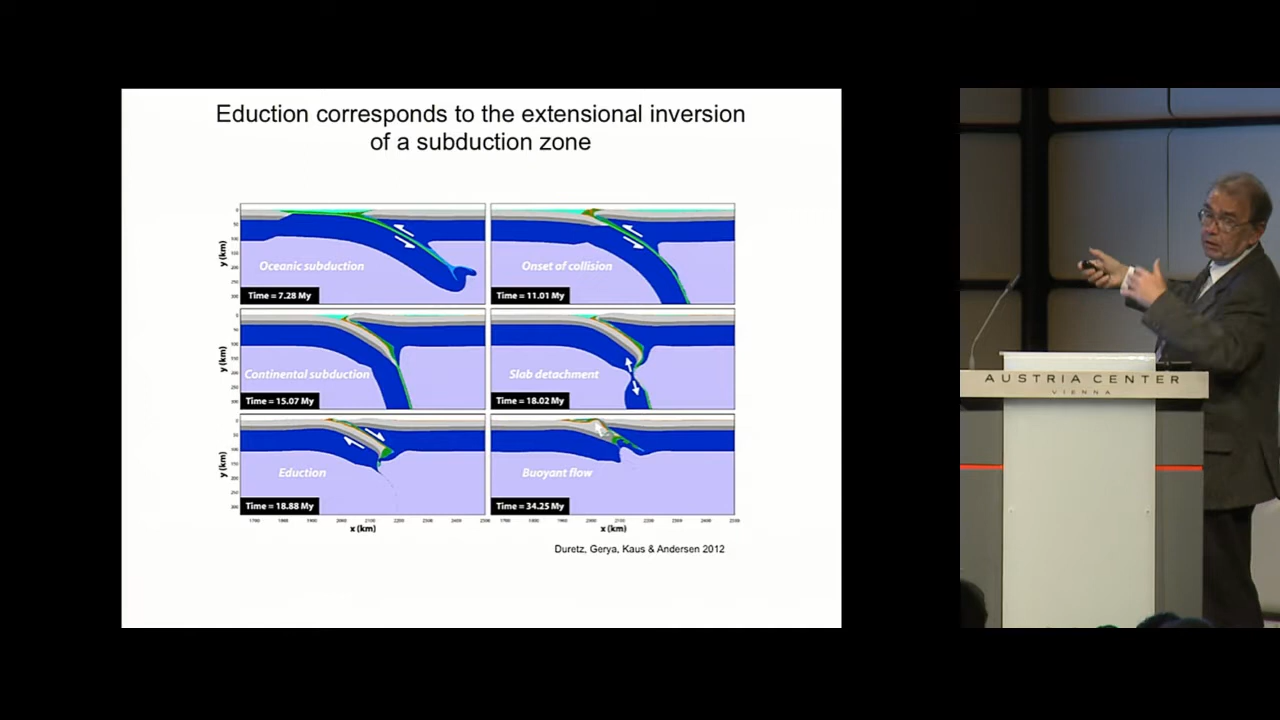 Eduction corresponds to the extensional inversion
of a subduction zone
Oceanic subduction
Time = 7.28 My
Onset of collision
Time = 11.01 My
Continental subduction
Time = 15.07 My
Slab detachment
Time = 18.02 My
Eduction
Time = 18.88 My
Buoyant flow
Time = 34.25 My
y (km)
y (km)
y (km)
x (km)
x (km)
Duretz, Gerya, Kaus & Andersen 2012
AUSTRIA CENTER
VIENNA